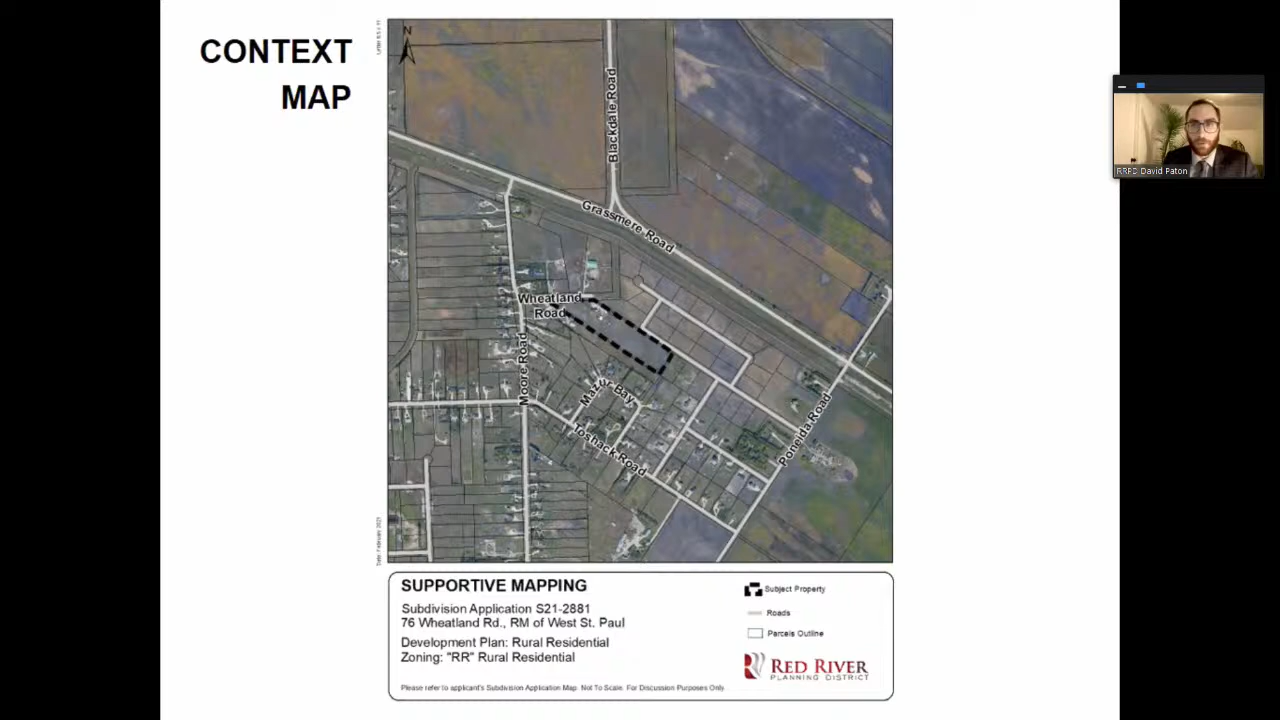 CONTEXT
MAP
N
Blackdale Road
Grassmere Road
Wheatland
Road
Moore Road
Mazur Bay
Toshack Road
Poneida Road
Date: February 2021
SUPPORTIVE MAPPING
Subdivision Application S21-2881
76 Wheatland Rd., RM of West St. Paul
Development Plan: Rural Residential
Zoning: "RR" Rural Residential
Please refer to applicant's Subdivision Application Map. Not To Scale. For Discussion Purposes Only.
Subject Property
Roads
Parcels Outline
RED RIVER
PLANNING DISTRICT
RRPD David Paton